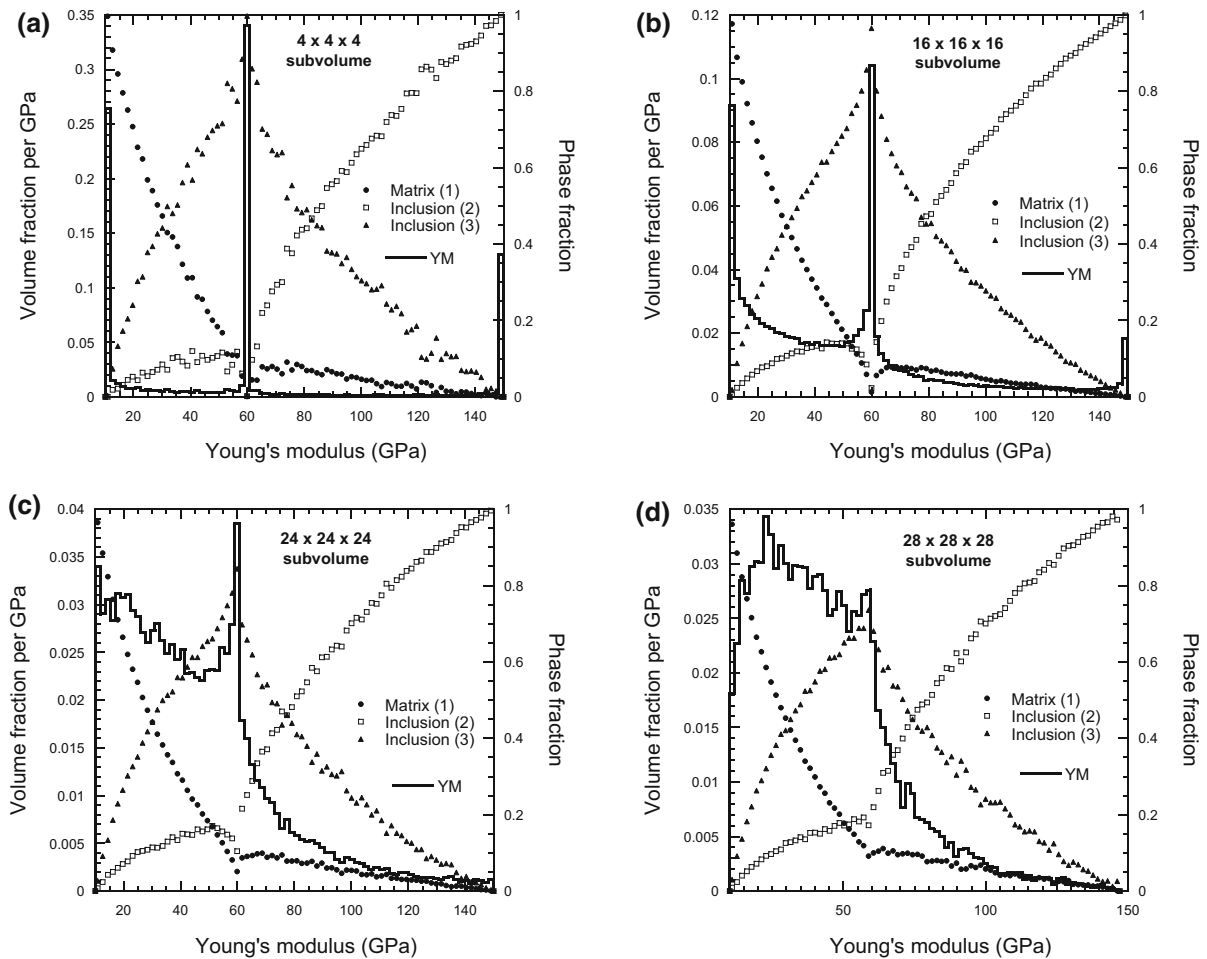 (a)
4 x 4 x 4
subvolume
Volume fraction per GPa
0.35
0.3
0.25
0.2
0.15
0.1
0.05
0
1
0.8
0.6
0.4
0.2
0
Phase fraction
Matrix (1)
Inclusion (2)
Inclusion (3)
YM
20 40 60 80 100 120 140
Young's modulus (GPa)
(b)
16 x 16 x 16
subvolume
Volume fraction per GPa
0.12
0.1
0.08
0.06
0.04
0.02
0
1
0.8
0.6
0.4
0.2
0
Phase fraction
Matrix (1)
Inclusion (2)
Inclusion (3)
YM
20 40 60 80 100 120 140
Young's modulus (GPa)
(c)
24 x 24 x 24
subvolume
Volume fraction per GPa
0.04
0.035
0.03
0.025
0.02
0.015
0.01
0.005
0
1
0.8
0.6
0.4
0.2
0
Phase fraction
Matrix (1)
Inclusion (2)
Inclusion (3)
YM
20 40 60 80 100 120 140
Young's modulus (GPa)
(d)
28 x 28 x 28
subvolume
Volume fraction per GPa
0.035
0.03
0.025
0.02
0.015
0.01
0.005
0
1
0.8
0.6
0.4
0.2
0
Phase fraction
Matrix (1)
Inclusion (2)
Inclusion (3)
YM
50 100 150
Young's modulus (GPa)